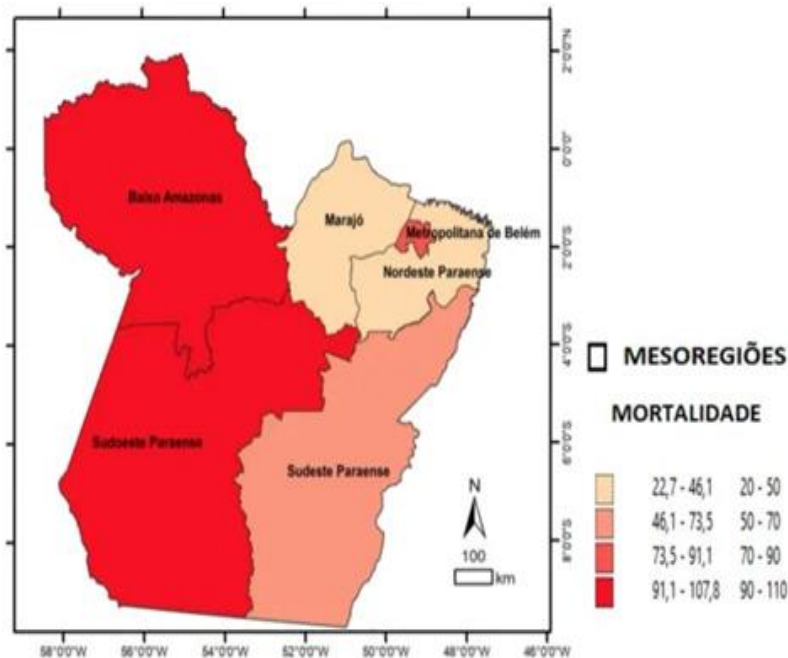 2°0'0"N
0°0'0"
2°0'0"S
4°0'0"S
6°0'0"S
8°0'0"S
Baixo Amazonas
Marajó
Metropolitana de Belém
Nordeste Paraense
Sudoeste Paraense
Sudeste Paraense
N
100
km
58°0'0"W 56°0'0"W 54°0'0"W 52°0'0"W 50°0'0"W 48°0'0"W 46°0'0"W
MESOREGIÕES
MORTALIDADE
22,7 - 46,1 20 - 50
46,1 - 73,5 50 - 70
73,5 - 91,1 70 - 90
91,1 - 107,8 90 - 110